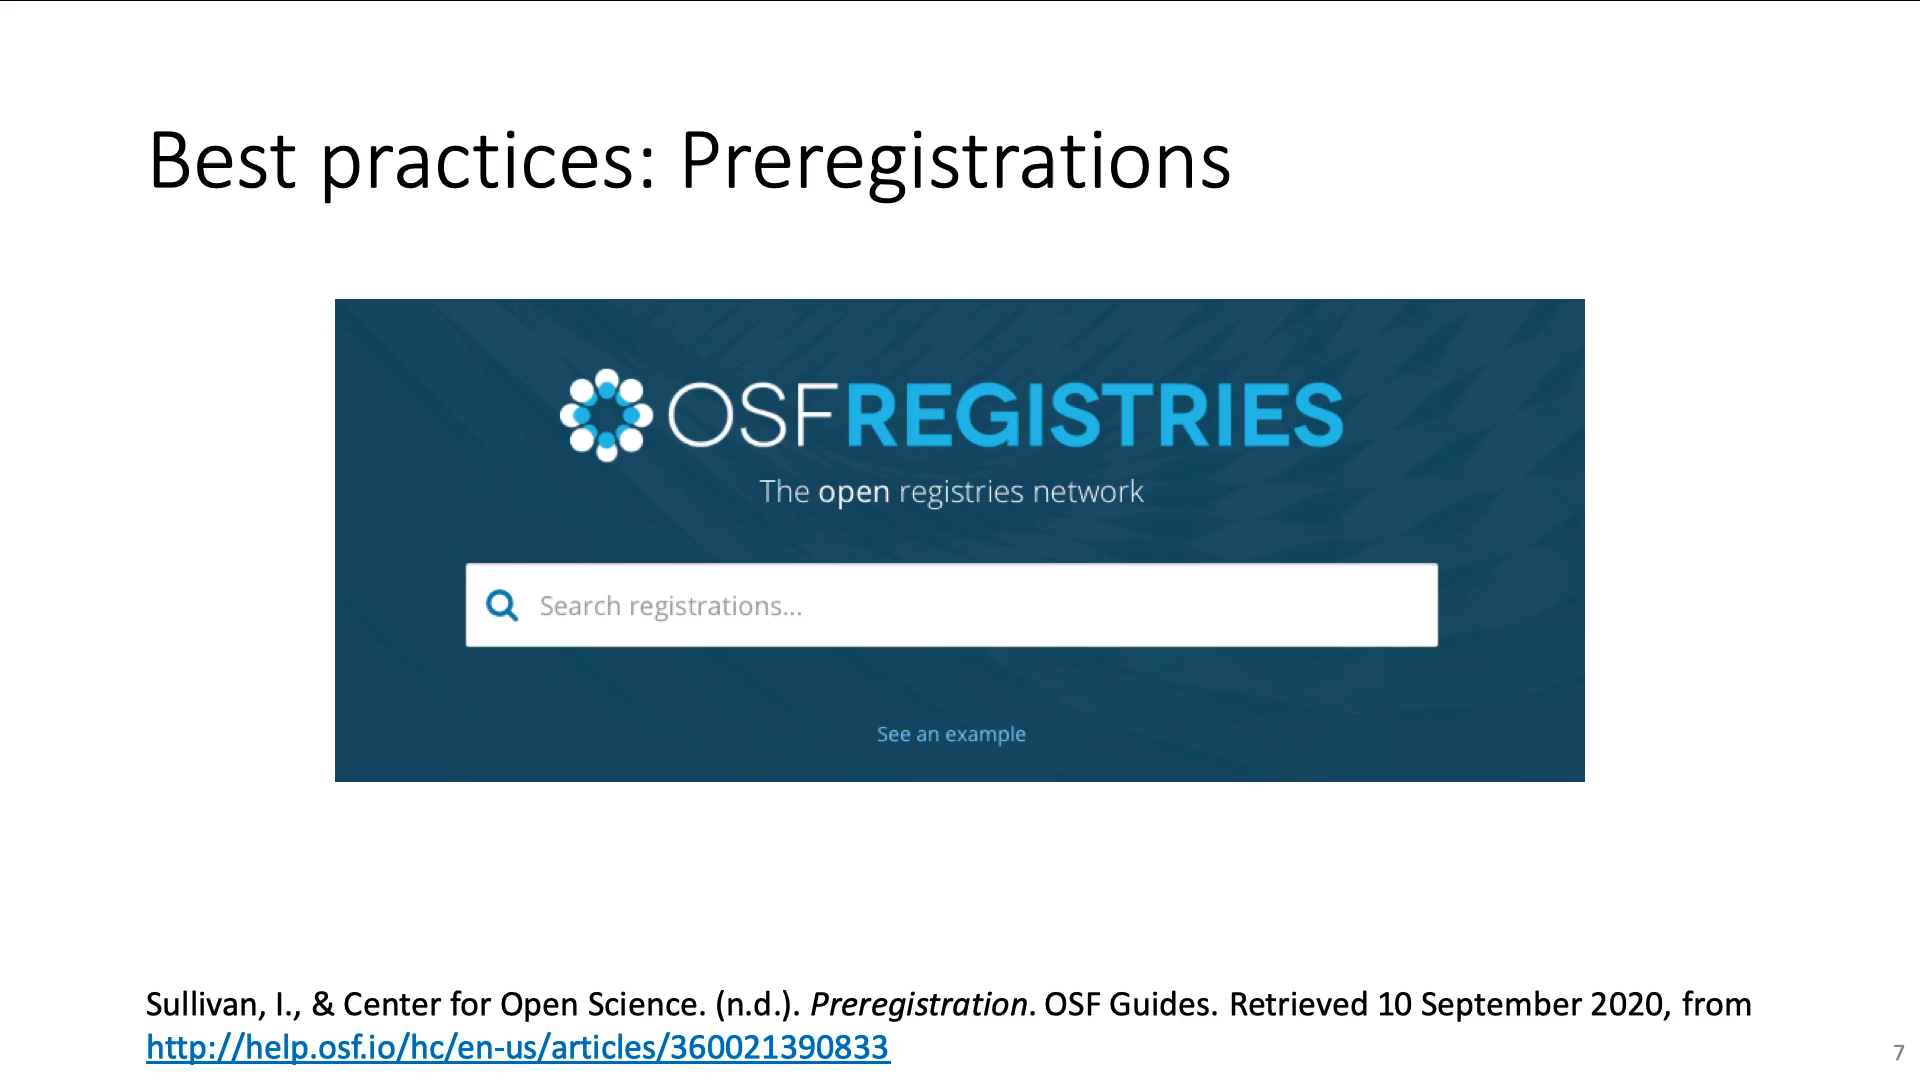 Best practices: Preregistrations
OSFREGISTRIES
The open registries network
Search registrations...
See an example
Sullivan, I., & Center for Open Science. (n.d.). Preregistration. OSF Guides. Retrieved 10 September 2020, from
http://help.osf.io/hc/en-us/articles/360021390833
7